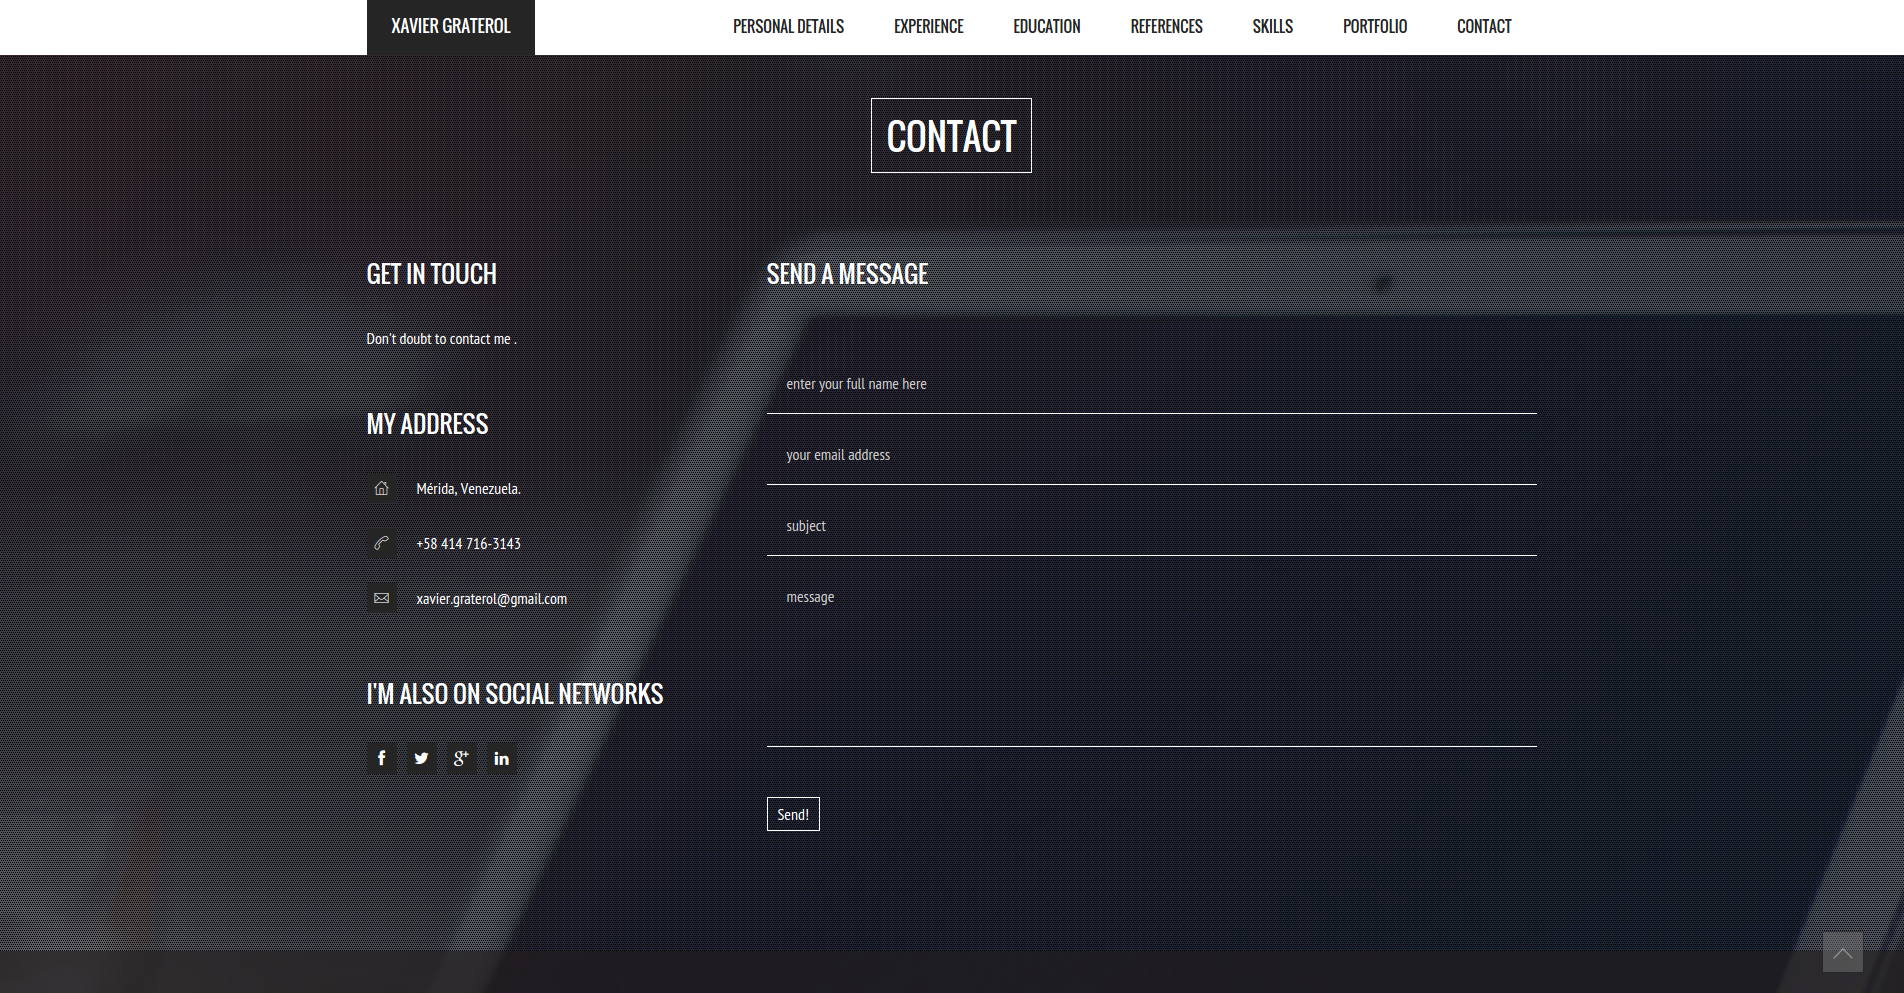 XAVIER GRATEROL
PERSONAL DETAILS
EXPERIENCE
EDUCATION
REFERENCES
SKILLS
PORTFOLIO
CONTACT
CONTACT
GET IN TOUCH
Don't doubt to contact me .
MY ADDRESS
Mérida, Venezuela.
+58 414 716-3143
xavier.graterol@gmail.com
I'M ALSO ON SOCIAL NETWORKS
SEND A MESSAGE
enter your full name here
your email address
subject
message
Send!